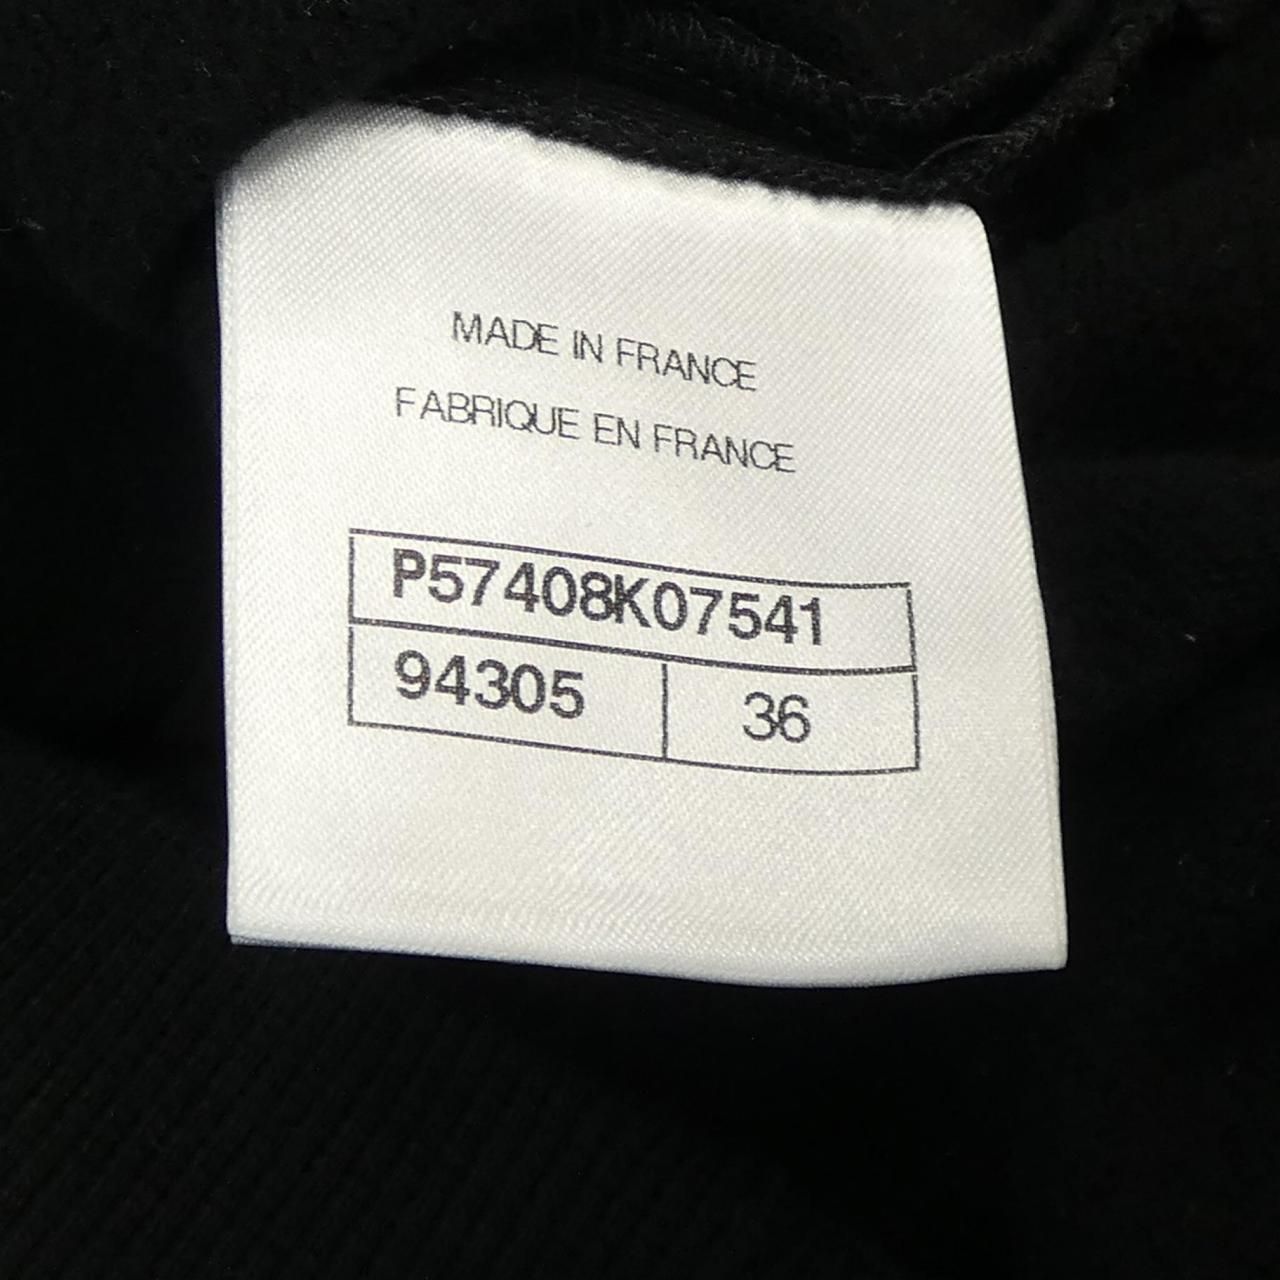 MADE IN FRANCE
FABRIQUE EN FRANCE
P57408K07541
94305 36